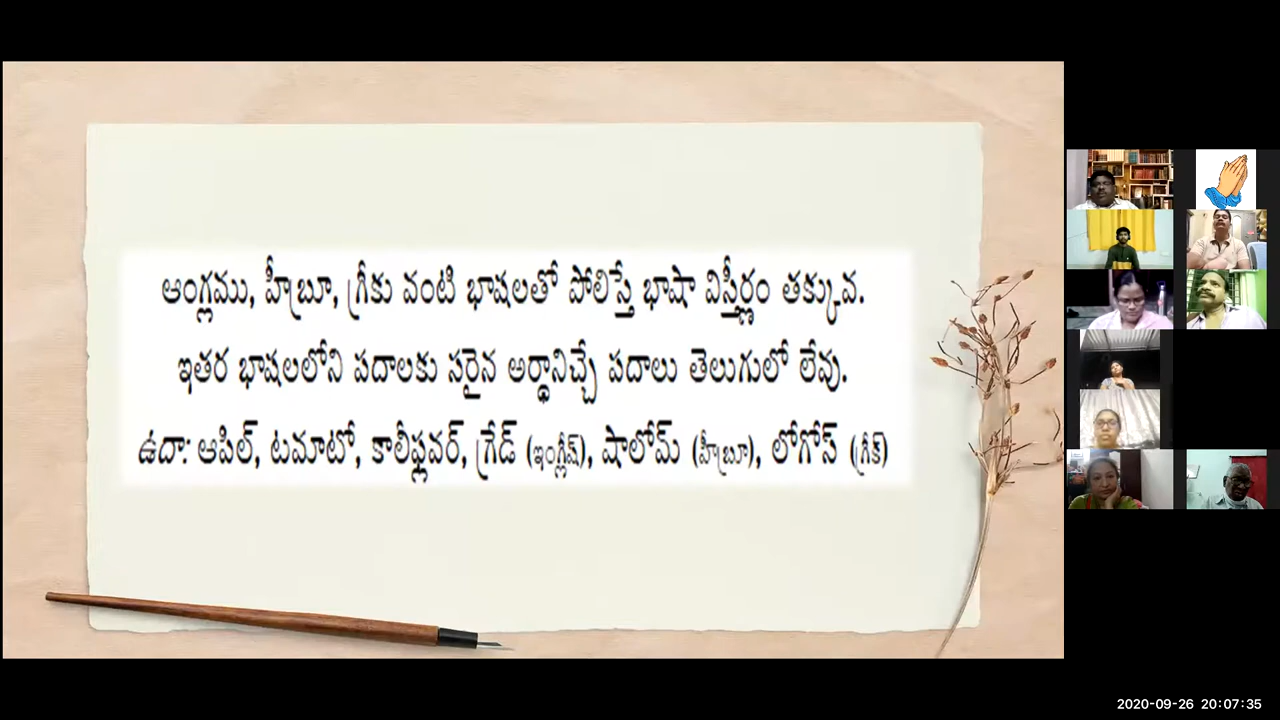 ఆంగ్లము, హీబ్రూ, గ్రీకు వంటి భాషలతో పోలిస్తే భాషా విస్తీర్ణం తక్కువ.
ఇతర భాషలలోని పదాలకు సరైన అర్థానిచ్చే పదాలు తెలుగులో లేవు.
ఉదా: ఆపిల్, టమాటో, కాలీఫ్లవర్, గ్రేడ్ (ఇంగ్లీష్), షాలోమ్ (హీబ్రూ), లోగోస్ (గ్రీక్)
2020-09-26 20:07:35